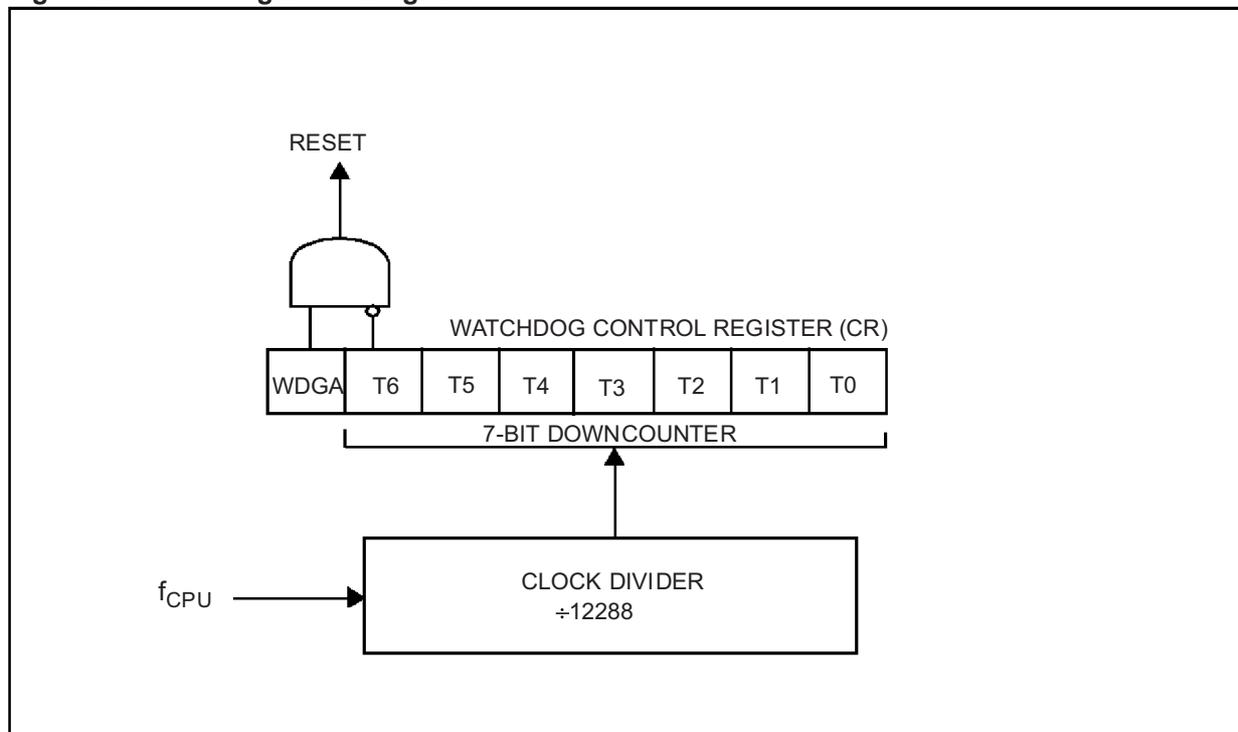 RESET
WATCHDOG CONTROL REGISTER (CR)
WDGA T6 T5 T4 T3 T2 T1 T0
7-BIT DOWNCOUNTER
fCPU
CLOCK DIVIDER
÷12288